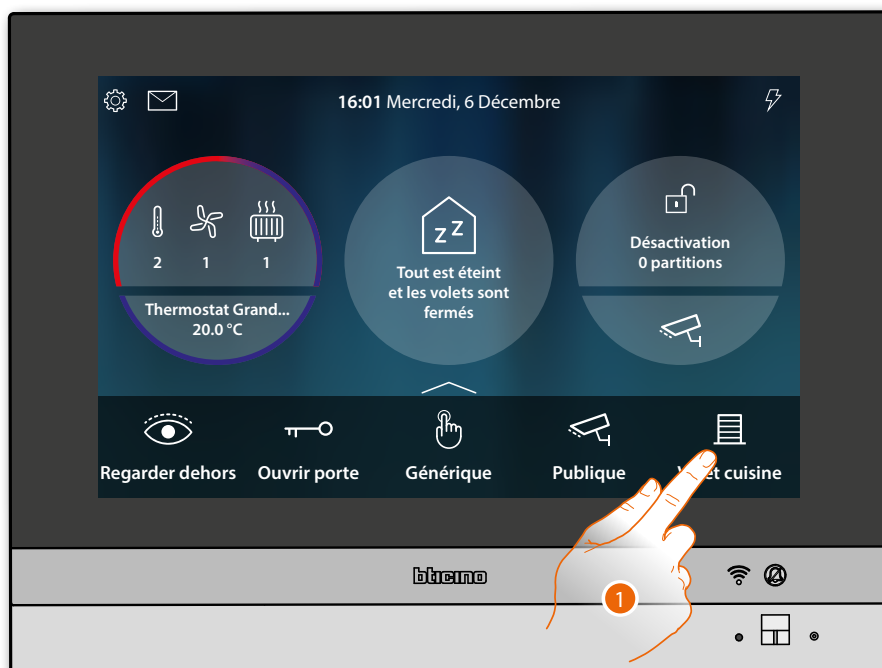 16:01 Mercredi, 6 Décembre
2 1 1
Thermostat Grand...
20.0 °C
z z
Tout est éteint
et les volets sont
fermés
Désactivation
0 partitions
Regarder dehors Ouvrir porte Générique Publique cuisine
bticino
1